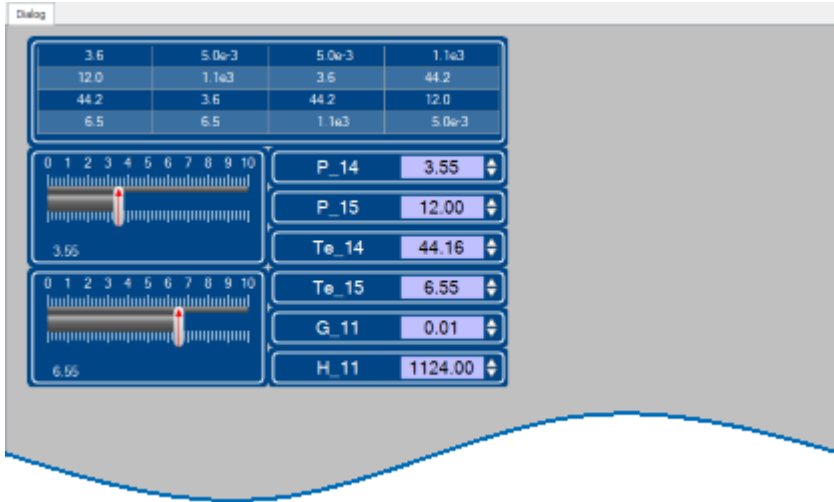 Dialog
3.6 5.0e-3 5.0e-3 1.1e3
12.0 1.1e3 3.6 44.2
44.2 3.6 44.2 12.0
6.5 6.5 1.1e3 5.0e-3
0 1 2 3 4 5 6 7 8 9 10
3.55
0 1 2 3 4 5 6 7 8 9 10
6.55
P_14 3.55
P_15 12.00
Te_14 44.16
Te_15 6.55
G_11 0.01
H_11 1124.00